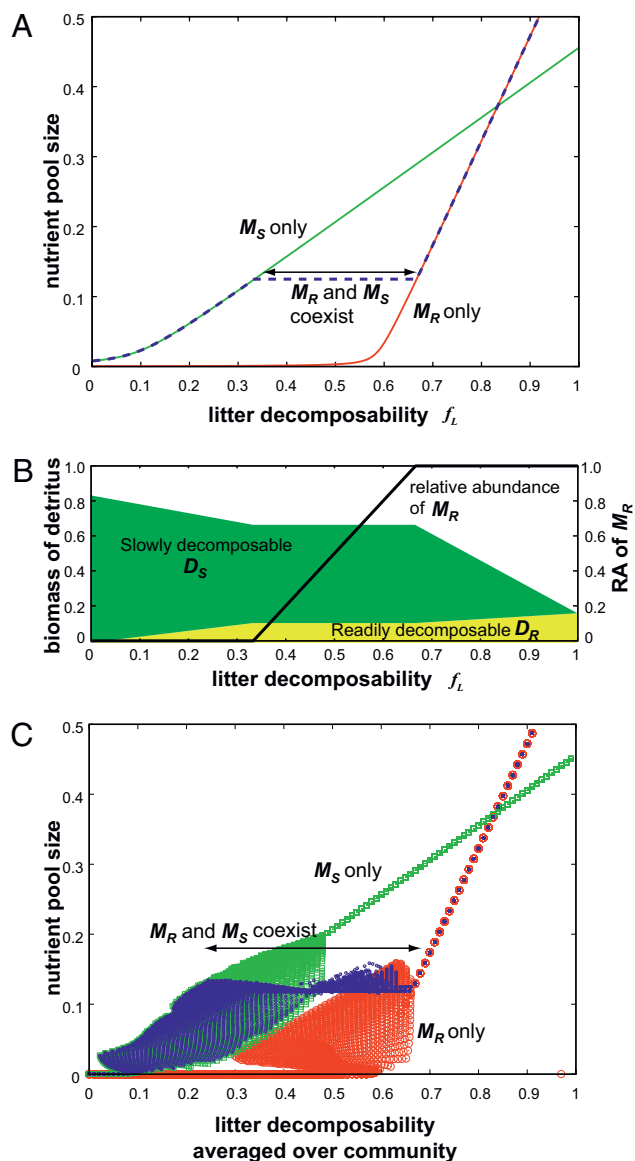 A
0.5
0.4
0.3
0.2
0.1
0
nutrient pool size
M_S only
M_R and M_S
coexist
M_R only
0 0.1 0.2 0.3 0.4 0.5 0.6 0.7 0.8 0.9 1
litter decomposability f_L
B
1.0
0.8
0.6
0.4
0.2
0
biomass of detritus
relative abundance
of M_R
Slowly decomposable
D_S
Readily decomposable D_R
1.0
0.8
0.6
0.4
0.2
0
RA of M_R
0 0.1 0.2 0.3 0.4 0.5 0.6 0.7 0.8 0.9 1
litter decomposability f_L
C
0.5
0.4
0.3
0.2
0.1
0
nutrient pool size
M_S only
M_R and M_S coexist
M_R only
0 0.1 0.2 0.3 0.4 0.5 0.6 0.7 0.8 0.9 1
litter decomposability
averaged over community